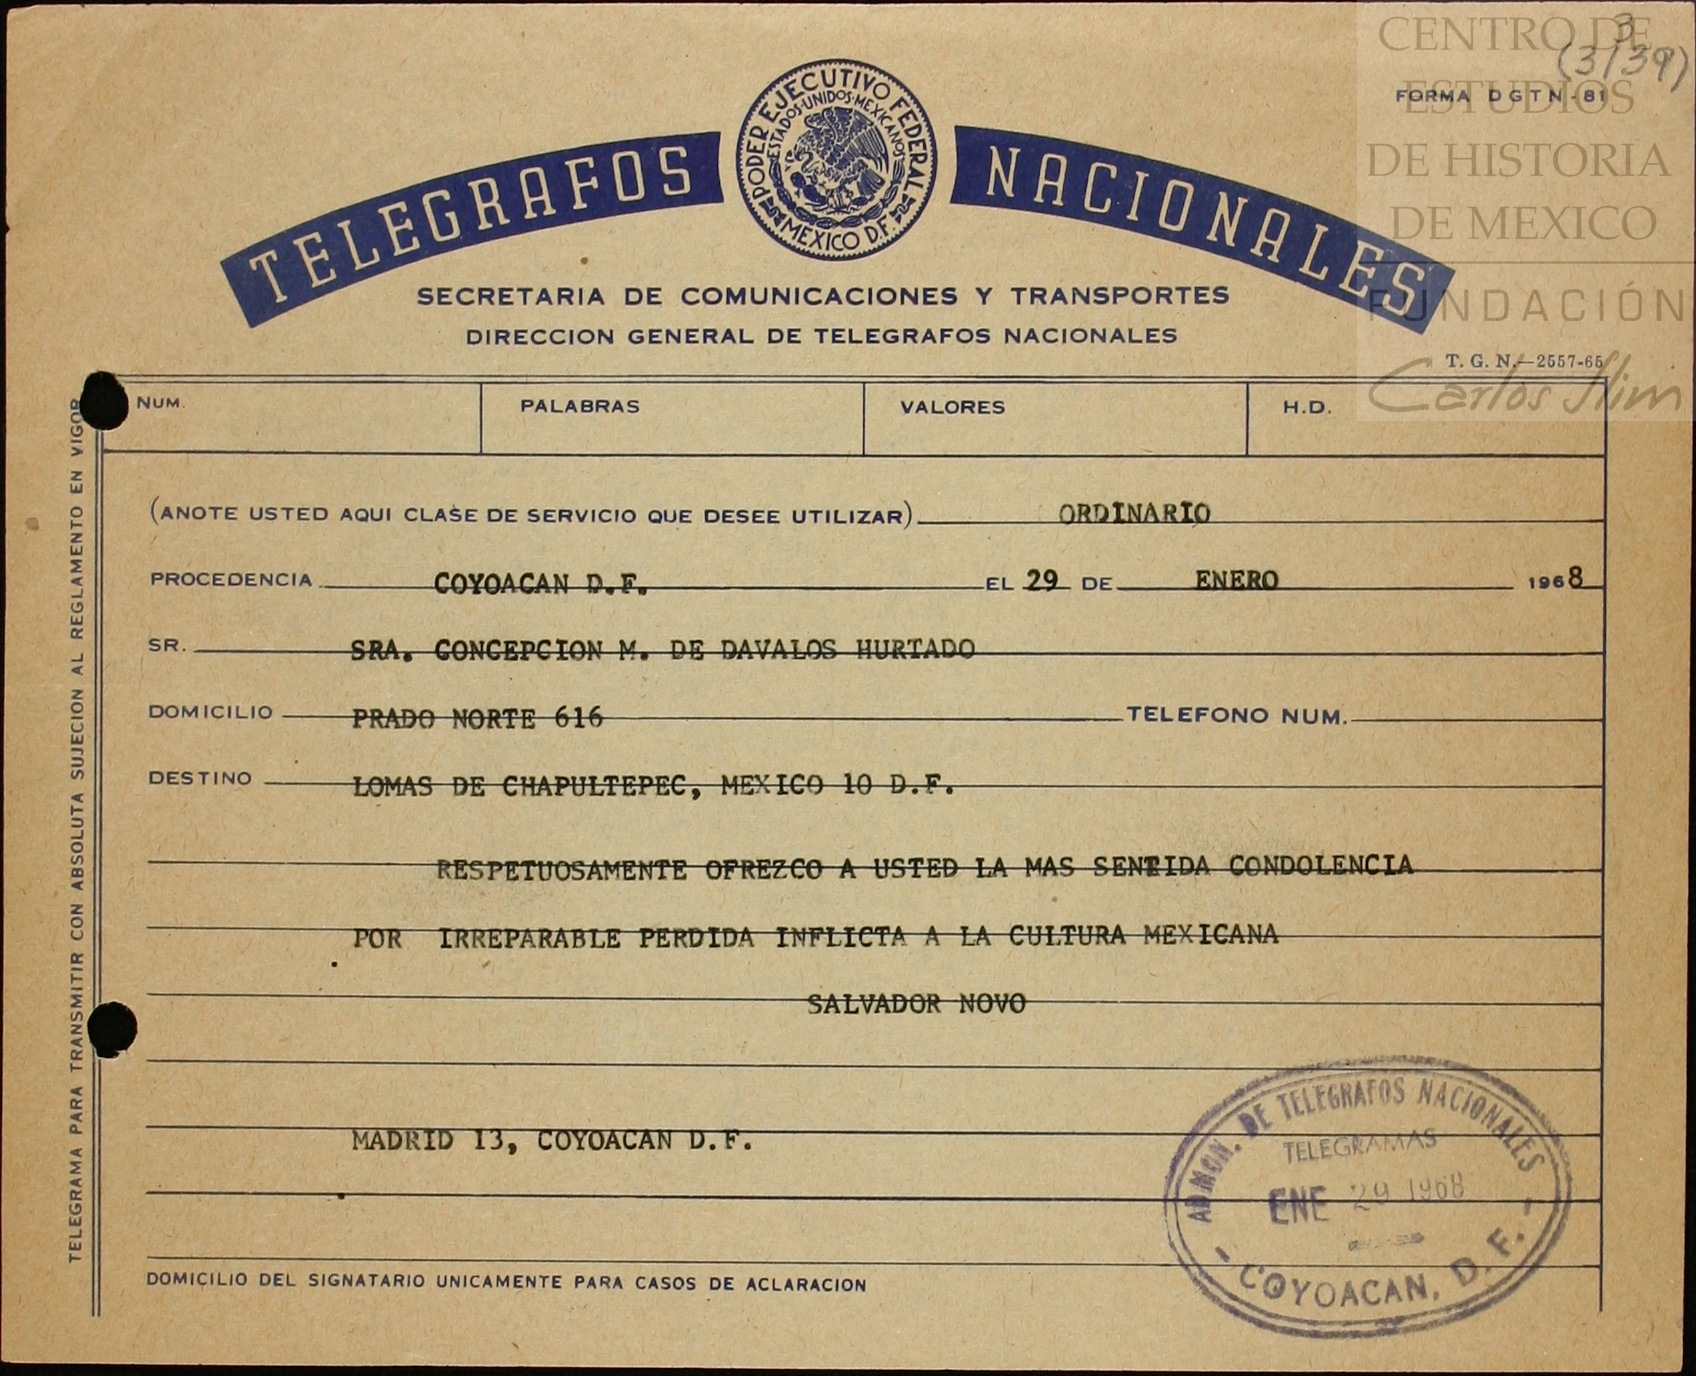 3
(3/39)
CENTRO DE
ESTUDIOS
DE HISTORIA
DE MEXICO
FUNDACIÓN
Carlos Slim
FORMA DGTN-81
PODER EJECUTIVO FEDERAL
ESTADOS·UNIDOS·MEXICANOS
MEXICO D.F.
TELEGRAFOS NACIONALES
SECRETARIA DE COMUNICACIONES Y TRANSPORTES
DIRECCION GENERAL DE TELEGRAFOS NACIONALES
T. G. N.—2557-65
NUM. PALABRAS VALORES H.D.
(ANOTE USTED AQUI CLASE DE SERVICIO QUE DESEE UTILIZAR) ORDINARIO
PROCEDENCIA COYOACAN D.F. EL 29 DE ENERO 1968
SR. SRA. CONCEPCION M. DE DAVALOS HURTADO
DOMICILIO PRADO NORTE 616 TELEFONO NUM.
DESTINO LOMAS DE CHAPULTEPEC, MEXICO 10 D.F.
RESPETUOSAMENTE OFREZCO A USTED LA MAS SENTIDA CONDOLENCIA
POR IRREPARABLE PERDIDA INFLICTA A LA CULTURA MEXICANA
SALVADOR NOVO
MADRID 13, COYOACAN D.F.
DOMICILIO DEL SIGNATARIO UNICAMENTE PARA CASOS DE ACLARACION
TELEGRAMA PARA TRANSMITIR CON ABSOLUTA SUJECION AL REGLAMENTO EN VIGOR
ADMON. DE TELEGRAFOS NACIONALES
TELEGRAMAS
ENE 29 1968
- COYOACAN, D. F. -